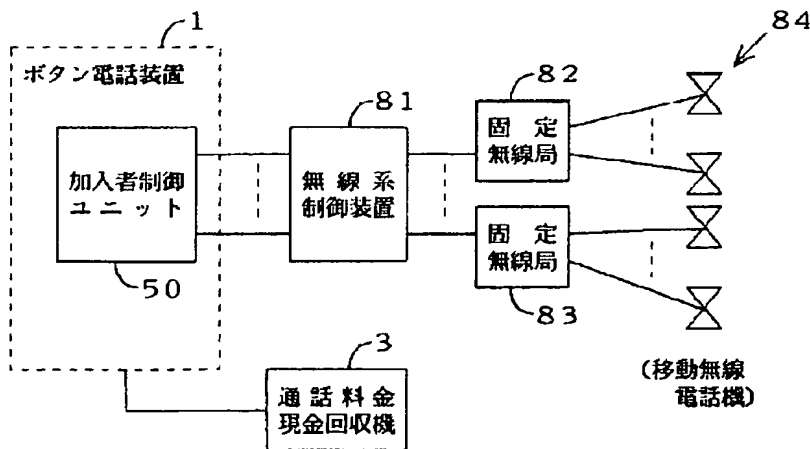 1
84
ボタン電話装置
81
82
加入者制御
ユニット
無線系
制御装置
固定
無線局
固定
無線局
50
83
3
通話料金
現金回収機
(移動無線
電話機)